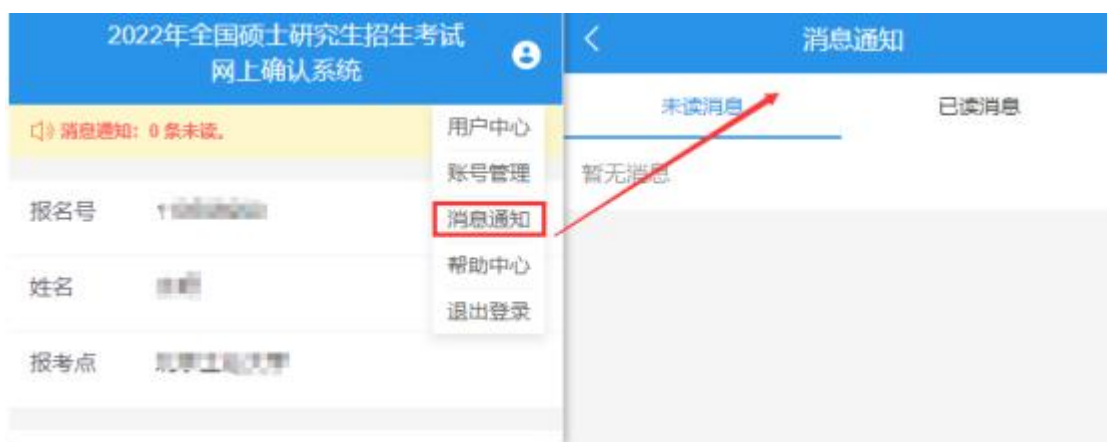 2022年全国硕士研究生招生考试
网上确认系统
消息通知：0 条未读。
用户中心
账号管理
消息通知
帮助中心
退出登录
报名号
姓名
报考点
消息通知
未读消息
已读消息
暂无消息